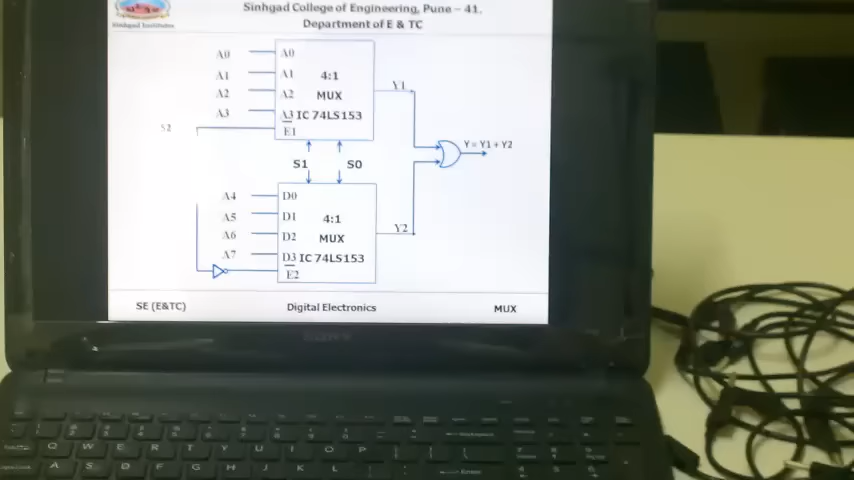 Sinhgad Institutes
Sinhgad College of Engineering, Pune – 41.
Department of E & TC
A0
A1
A2
A3
S2
A0
A1
A2
A3
E1
4:1
MUX
IC 74LS153
Y1
S1
S0
Y = Y1 + Y2
A4
A5
A6
A7
D0
D1
D2
D3
E2
4:1
MUX
IC 74LS153
Y2
SE (E&TC)
Digital Electronics
MUX
Q W E R T Y U I O P
A S D F G H J K L